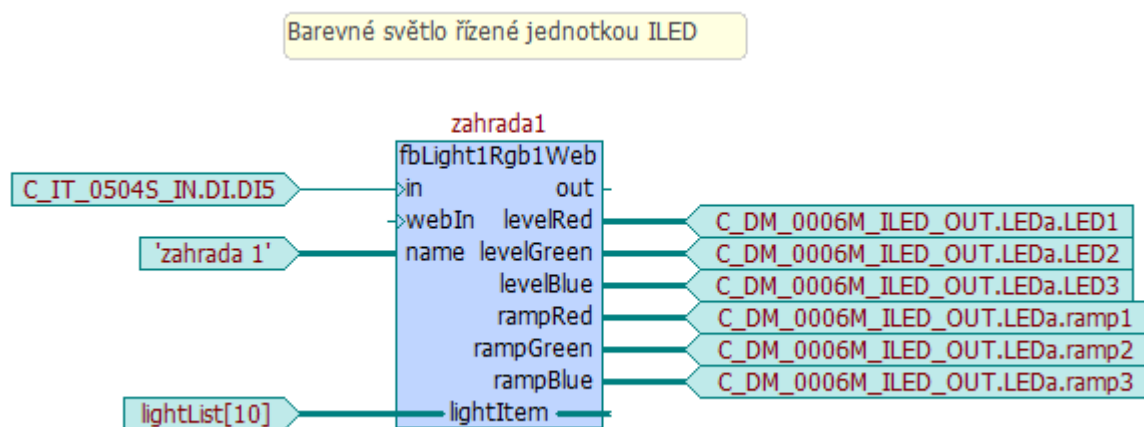 Barevné světlo řízené jednotkou ILED
zahrada1
fbLight1Rgb1Web
C_IT_0504S_IN.DI.DI5
in
out
webIn
levelRed
C_DM_0006M_ILED_OUT.LEDa.LED1
'zahrada 1'
name
levelGreen
C_DM_0006M_ILED_OUT.LEDa.LED2
levelBlue
C_DM_0006M_ILED_OUT.LEDa.LED3
rampRed
C_DM_0006M_ILED_OUT.LEDa.ramp1
rampGreen
C_DM_0006M_ILED_OUT.LEDa.ramp2
rampBlue
C_DM_0006M_ILED_OUT.LEDa.ramp3
lightList[10]
lightItem